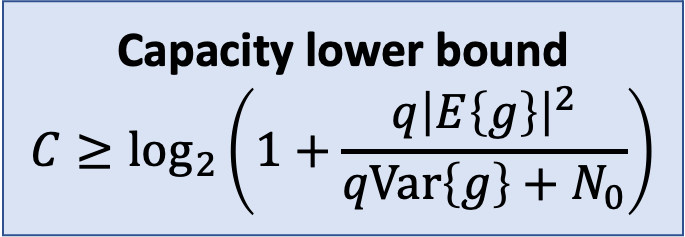 Capacity lower bound
C ≥ log₂ (1 + q|E{g}|² / qVar{g} + N₀)